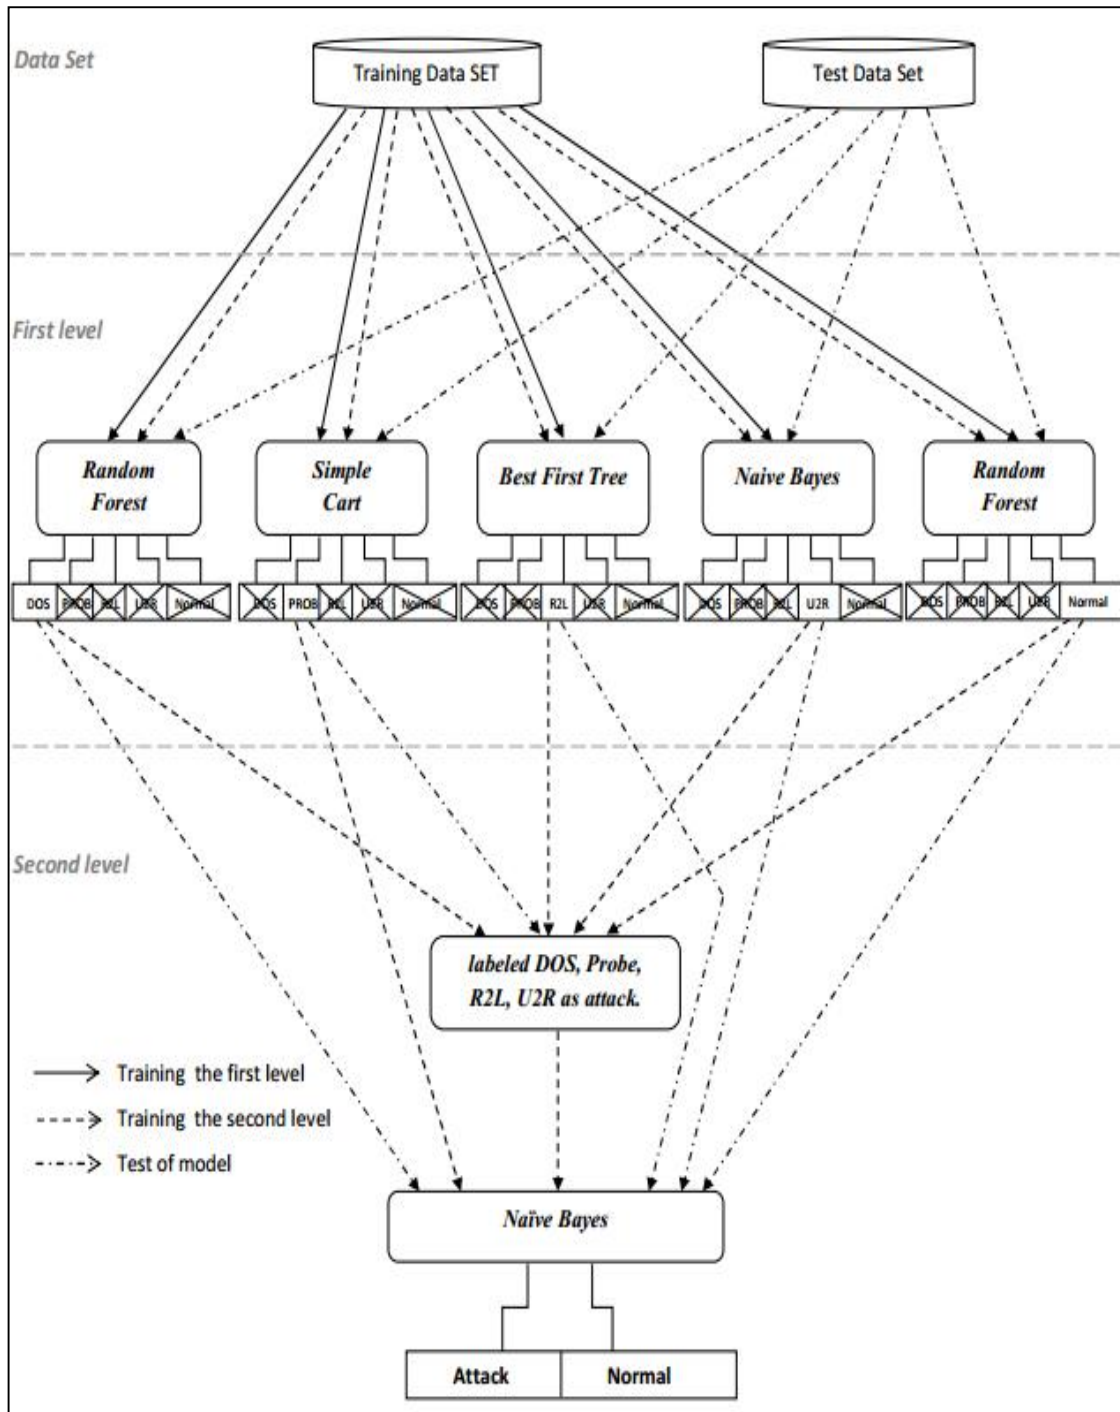 Data Set
Training Data SET
Test Data Set
First level
Random
Forest
Simple
Cart
Best First Tree
Naive Bayes
Random
Forest
DOS PROB R2L U2R Normal
DOS PROB R2L U2R Normal
DOS PROB R2L U2R Normal
DOS PROB R2L U2R Normal
DOS PROB R2L U2R Normal
Second level
labeled DOS, Probe,
R2L, U2R as attack.
Training the first level
Training the second level
Test of model
Naïve Bayes
Attack
Normal